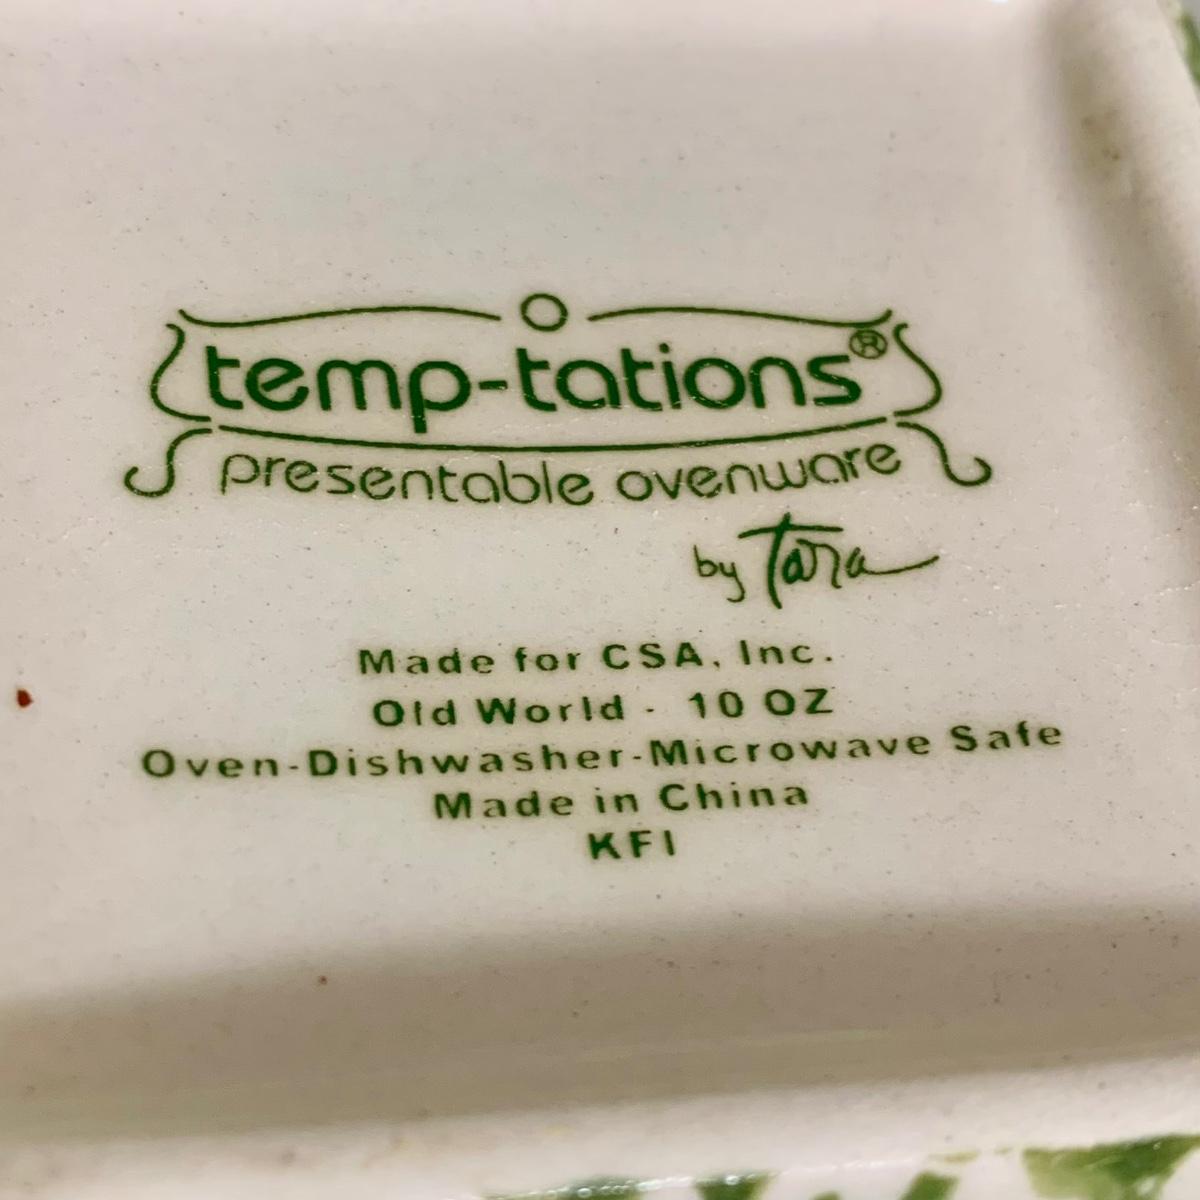 temp-tations®
presentable ovenware
by Tara
Made for CSA, Inc.
Old World - 10 OZ
Oven-Dishwasher-Microwave Safe
Made in China
KFI